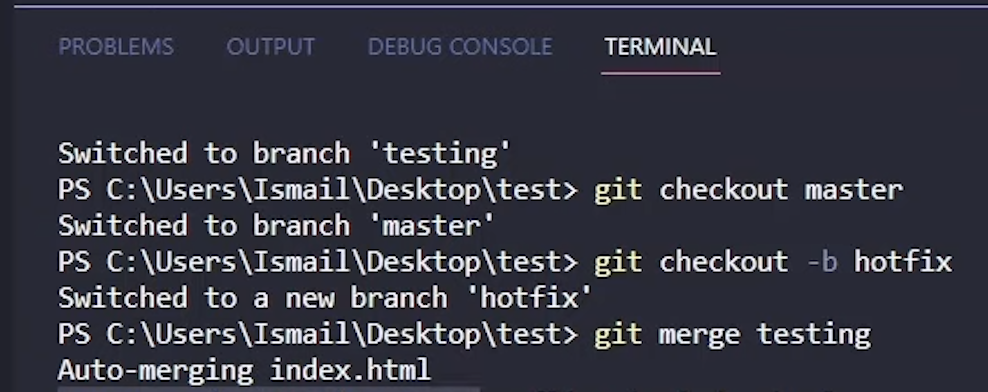 PROBLEMS OUTPUT DEBUG CONSOLE TERMINAL
Switched to branch 'testing'
PS C:\Users\Ismail\Desktop\test> git checkout master
Switched to branch 'master'
PS C:\Users\Ismail\Desktop\test> git checkout -b hotfix
Switched to a new branch 'hotfix'
PS C:\Users\Ismail\Desktop\test> git merge testing
Auto-merging index.html